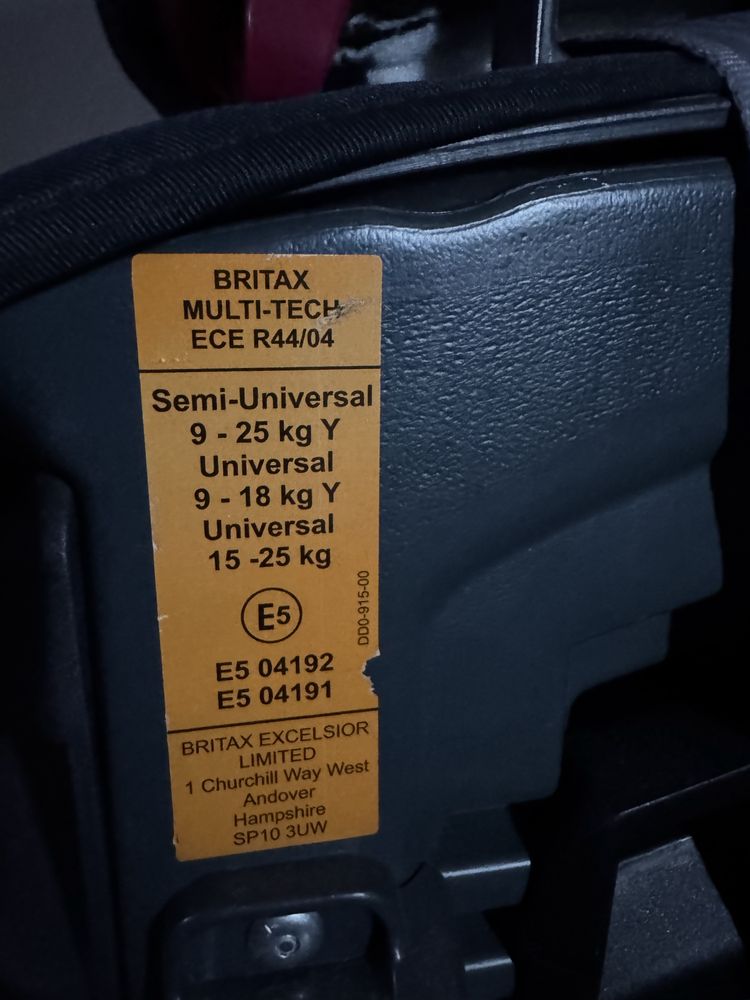 BRITAX
MULTI-TECH
ECE R44/04
Semi-Universal
9 - 25 kg Y
Universal
9 - 18 kg Y
Universal
15 -25 kg
E5
DD0-915-00
E5 04192
E5 04191
BRITAX EXCELSIOR
LIMITED
1 Churchill Way West
Andover
Hampshire
SP10 3UW